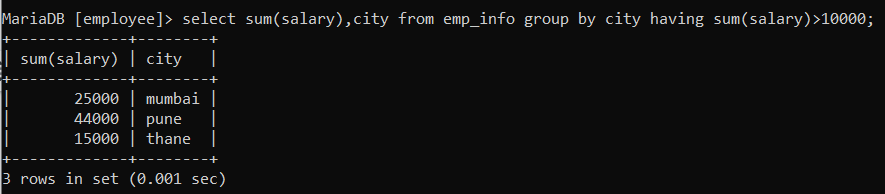 MariaDB [employee]> select sum(salary),city from emp_info group by city having sum(salary)>10000;
+-------------+--------+
| sum(salary) | city   |
+-------------+--------+
|       25000 | mumbai |
|       44000 | pune   |
|       15000 | thane  |
+-------------+--------+
3 rows in set (0.001 sec)